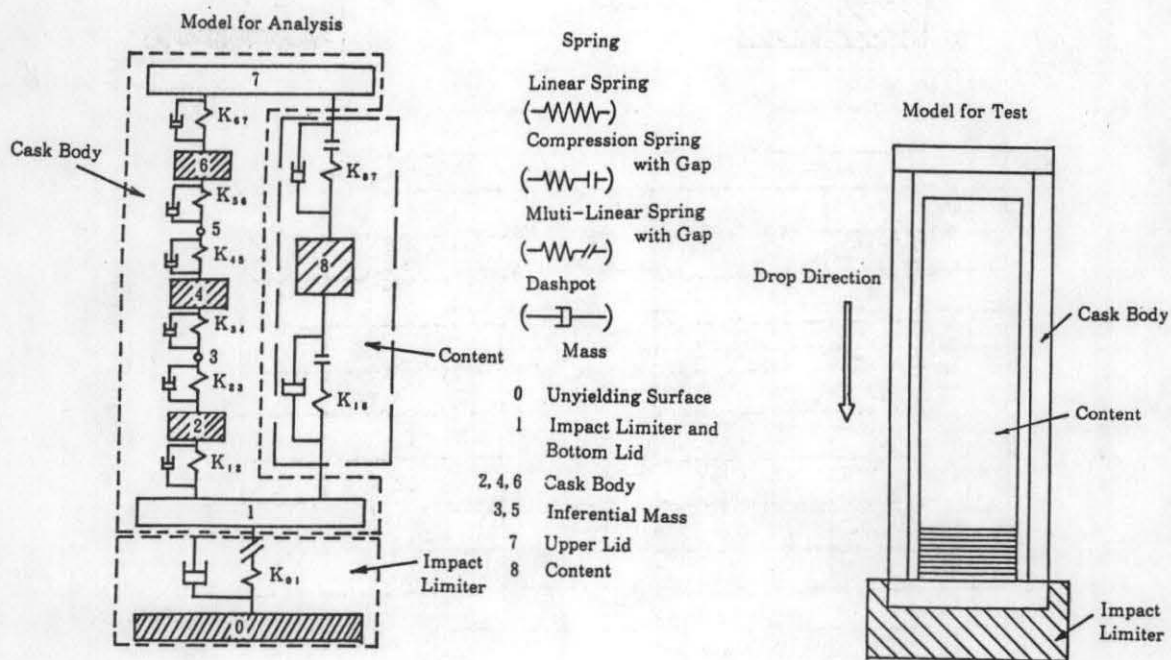 Model for Analysis
7
K₆₇
Cask Body
6
K₅₆
5
K₄₅
4
K₃₄
3
K₂₃
2
K₁₂
1
K₈₇
8
Content
K₁₈
K₀₁
Impact
Limiter
0
Spring
Linear Spring
Compression Spring
with Gap
Mluti-Linear Spring
with Gap
Dashpot
Mass
0 Unyielding Surface
1 Impact Limiter and
Bottom Lid
2, 4, 6 Cask Body
3, 5 Inferential Mass
7 Upper Lid
8 Content
Model for Test
Drop Direction
Cask Body
Content
Impact
Limiter